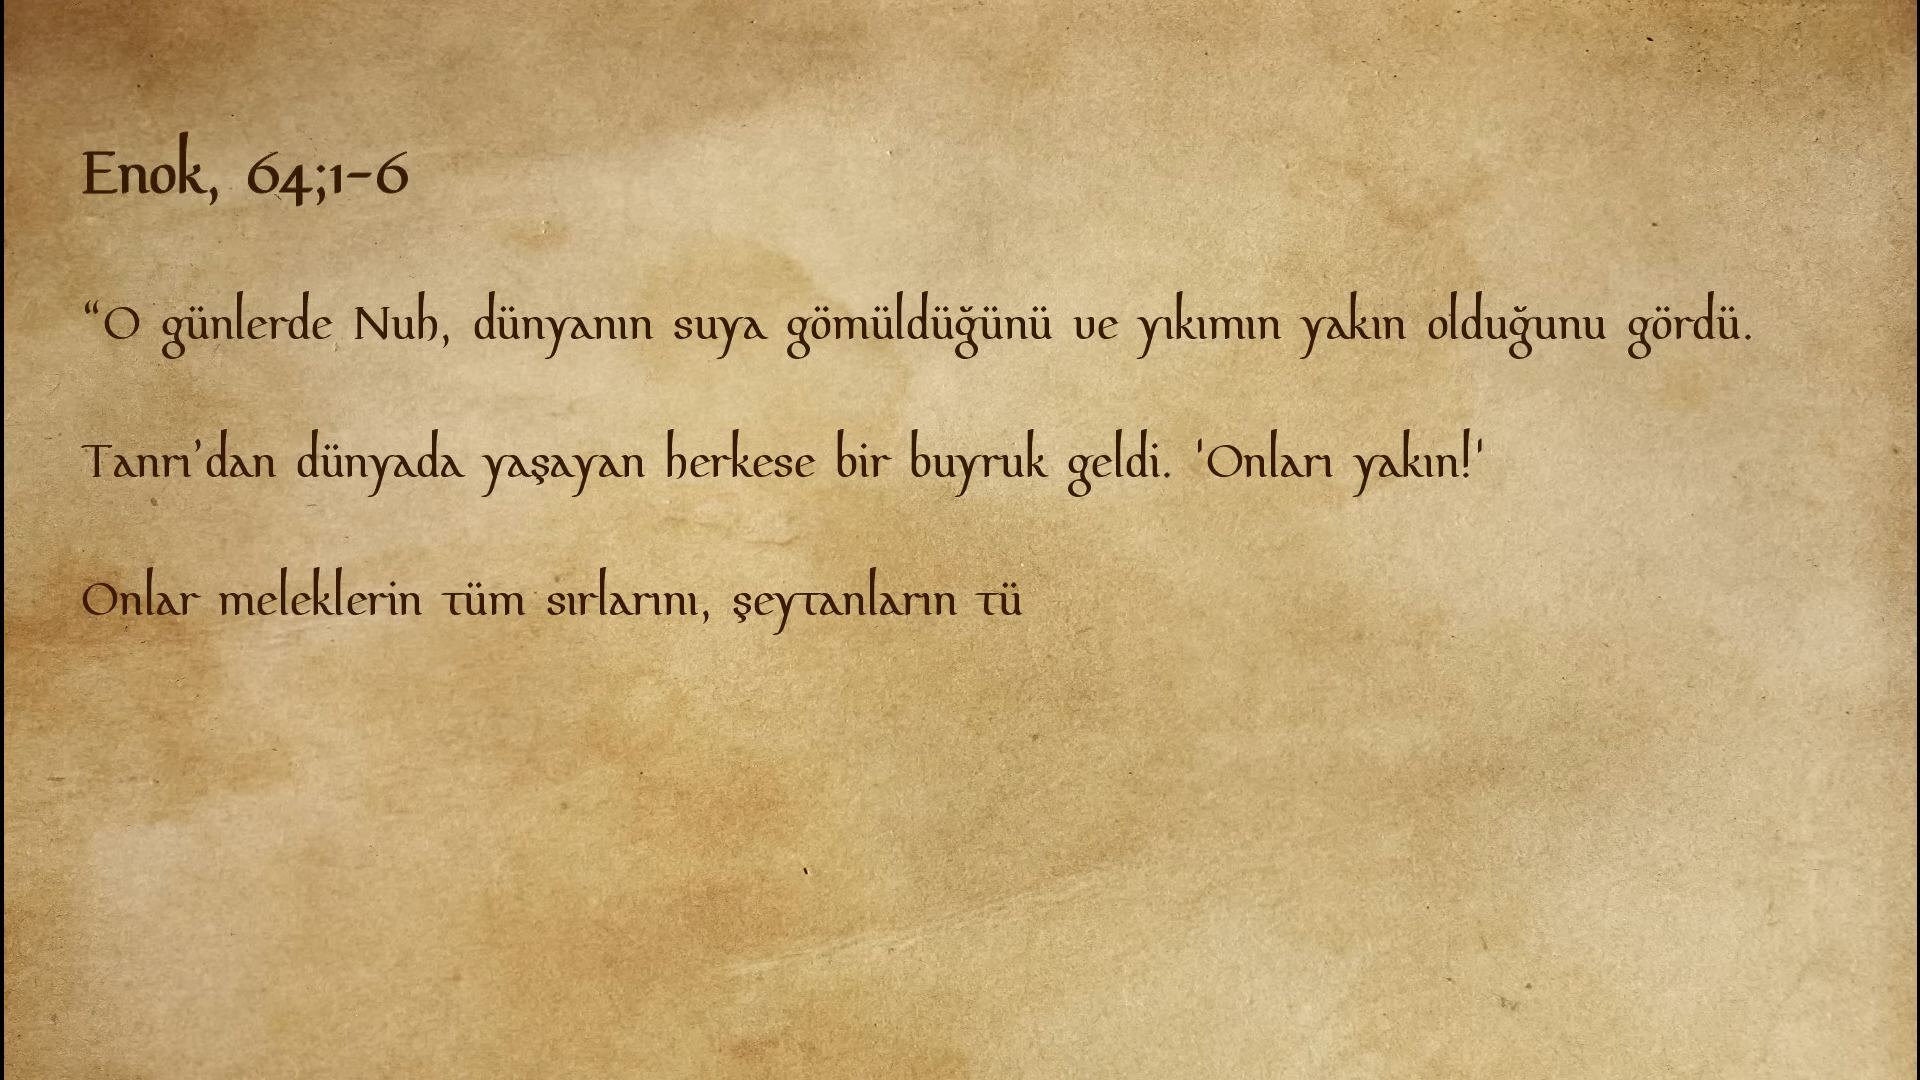 Enok, 64;1-6
“O günlerde Nuh, dünyanın suya gömüldüğünü ve yıkımın yakın olduğunu gördü.
Tanrı’dan dünyada yaşayan herkese bir buyruk geldi. 'Onları yakın!'
Onlar meleklerin tüm sırlarını, şeytanların tü